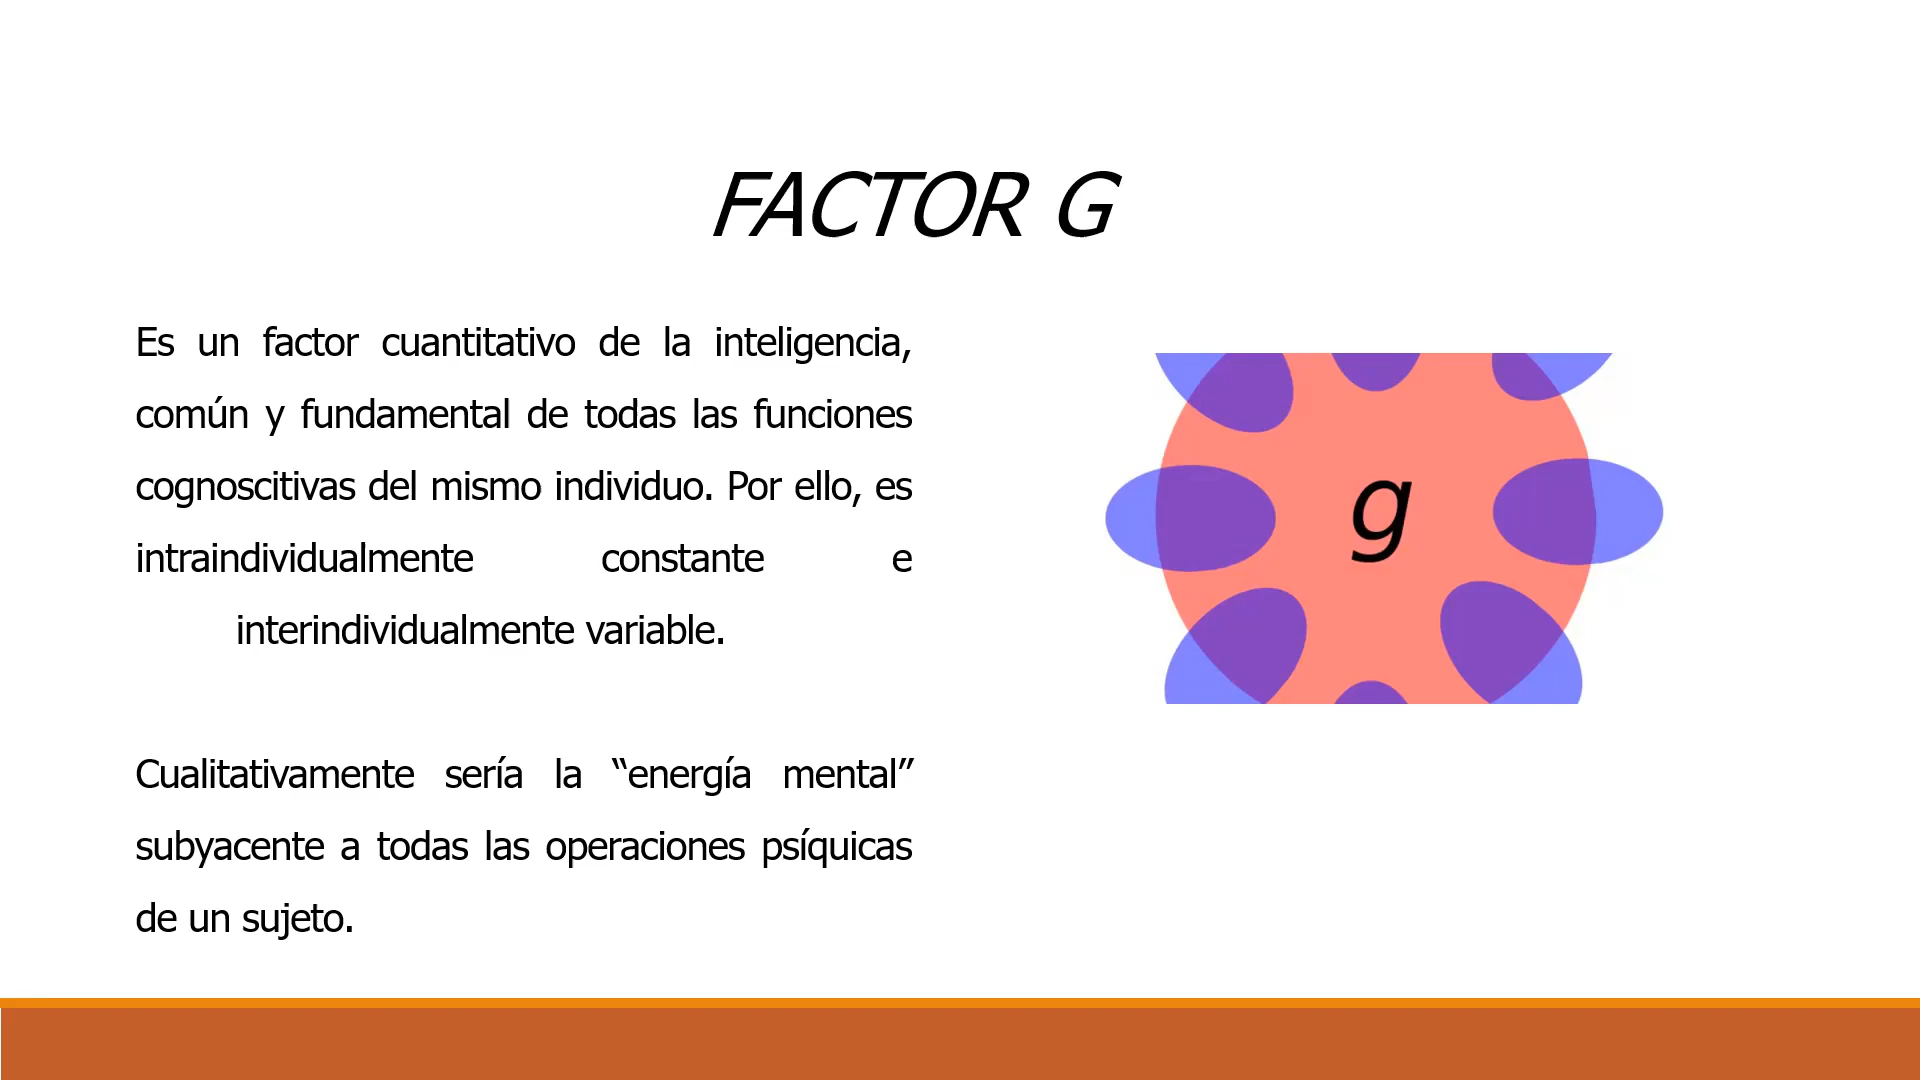 FACTOR G
Es un factor cuantitativo de la inteligencia,
común y fundamental de todas las funciones
cognoscitivas del mismo individuo. Por ello, es
intraindividualmente constante e
interindividualmente variable.
Cualitativamente sería la “energía mental”
subyacente a todas las operaciones psíquicas
de un sujeto.
g